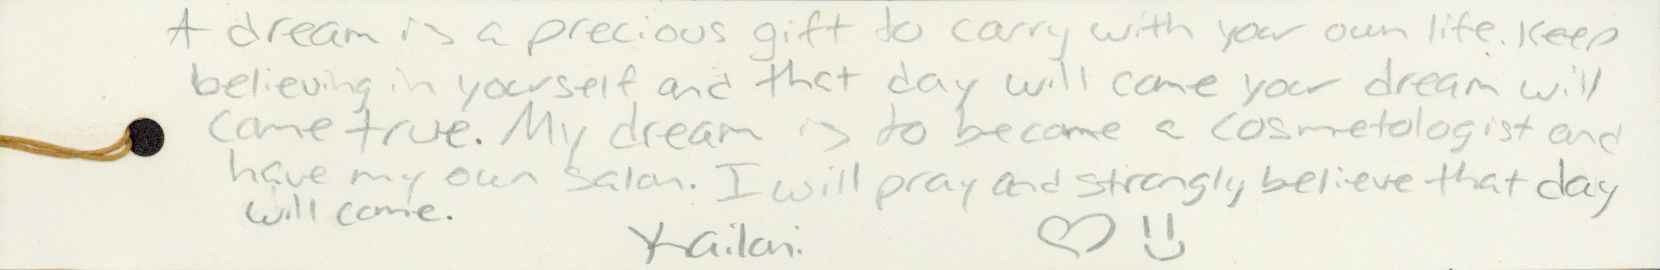 A dream is a precious gift to carry with your own life. Keep
believing in yourself and that day will come your dream will
come true. My dream is to become a cosmetologist and
have my own salon. I will pray and strongly believe that day
will come.
Kailani